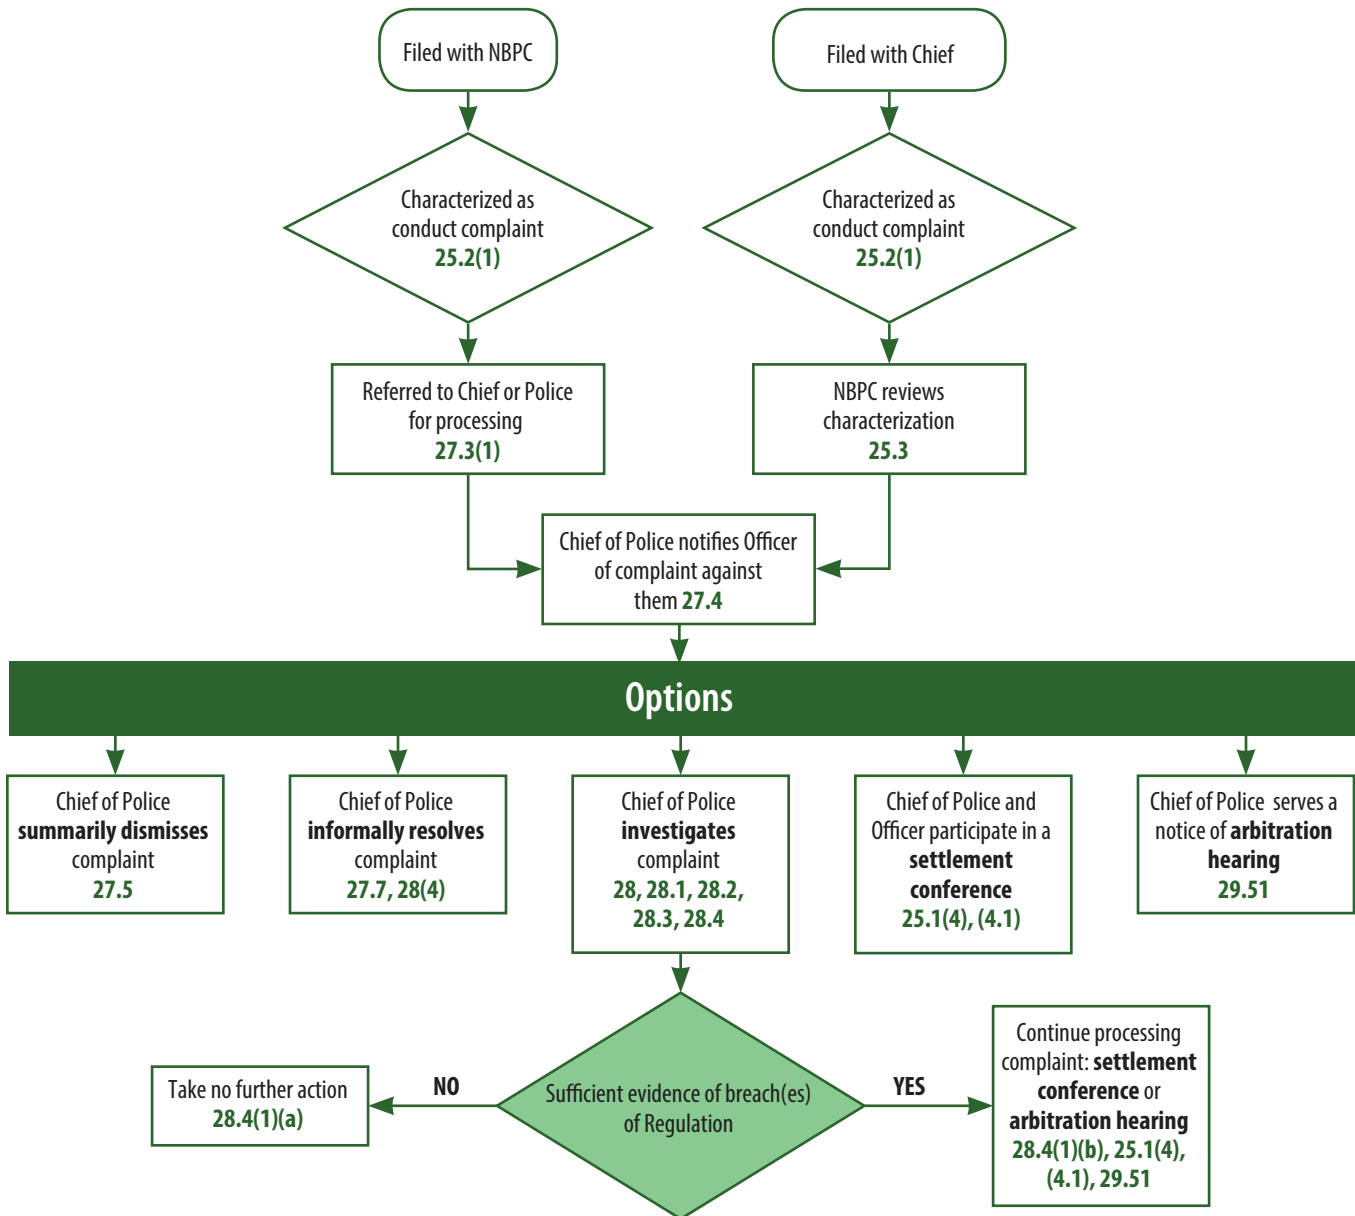 Filed with NBPC
Filed with Chief
Characterized as
conduct complaint
25.2(1)
Characterized as
conduct complaint
25.2(1)
Referred to Chief or Police
for processing
27.3(1)
NBPC reviews
characterization
25.3
Chief of Police notifies Officer
of complaint against
them 27.4
Options
Chief of Police
summarily dismisses
complaint
27.5
Chief of Police
informally resolves
complaint
27.7, 28(4)
Chief of Police
investigates
complaint
28, 28.1, 28.2,
28.3, 28.4
Chief of Police and
Officer participate in a
settlement
conference
25.1(4), (4.1)
Chief of Police serves a
notice of arbitration
hearing
29.51
Take no further action
28.4(1)(a)
NO
Sufficient evidence of breach(es)
of Regulation
YES
Continue processing
complaint: settlement
conference or
arbitration hearing
28.4(1)(b), 25.1(4),
(4.1), 29.51